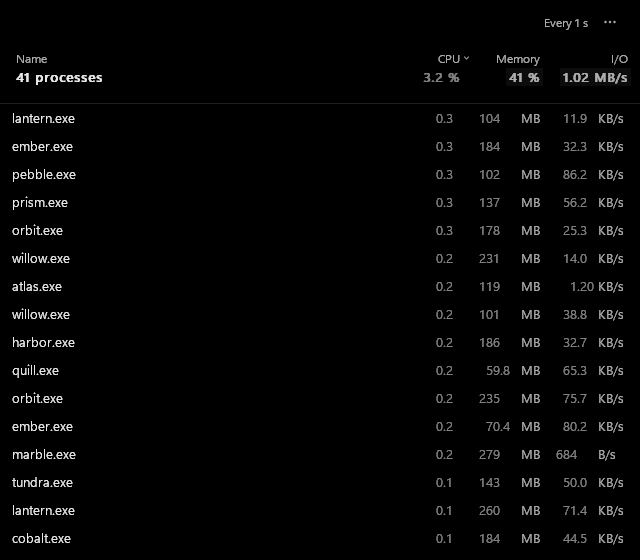 Every 1 s ···
Name CPU Memory I/O
41 processes 3.2 % 41 % 1.02 MB/s
lantern.exe 0.3 104 MB 11.9 KB/s
ember.exe 0.3 184 MB 32.3 KB/s
pebble.exe 0.3 102 MB 86.2 KB/s
prism.exe 0.3 137 MB 56.2 KB/s
orbit.exe 0.3 178 MB 25.3 KB/s
willow.exe 0.2 231 MB 14.0 KB/s
atlas.exe 0.2 119 MB 1.20 KB/s
willow.exe 0.2 101 MB 38.8 KB/s
harbor.exe 0.2 186 MB 32.7 KB/s
quill.exe 0.2 59.8 MB 65.3 KB/s
orbit.exe 0.2 235 MB 75.7 KB/s
ember.exe 0.2 70.4 MB 80.2 KB/s
marble.exe 0.2 279 MB 684 B/s
tundra.exe 0.1 143 MB 50.0 KB/s
lantern.exe 0.1 260 MB 71.4 KB/s
cobalt.exe 0.1 184 MB 44.5 KB/s